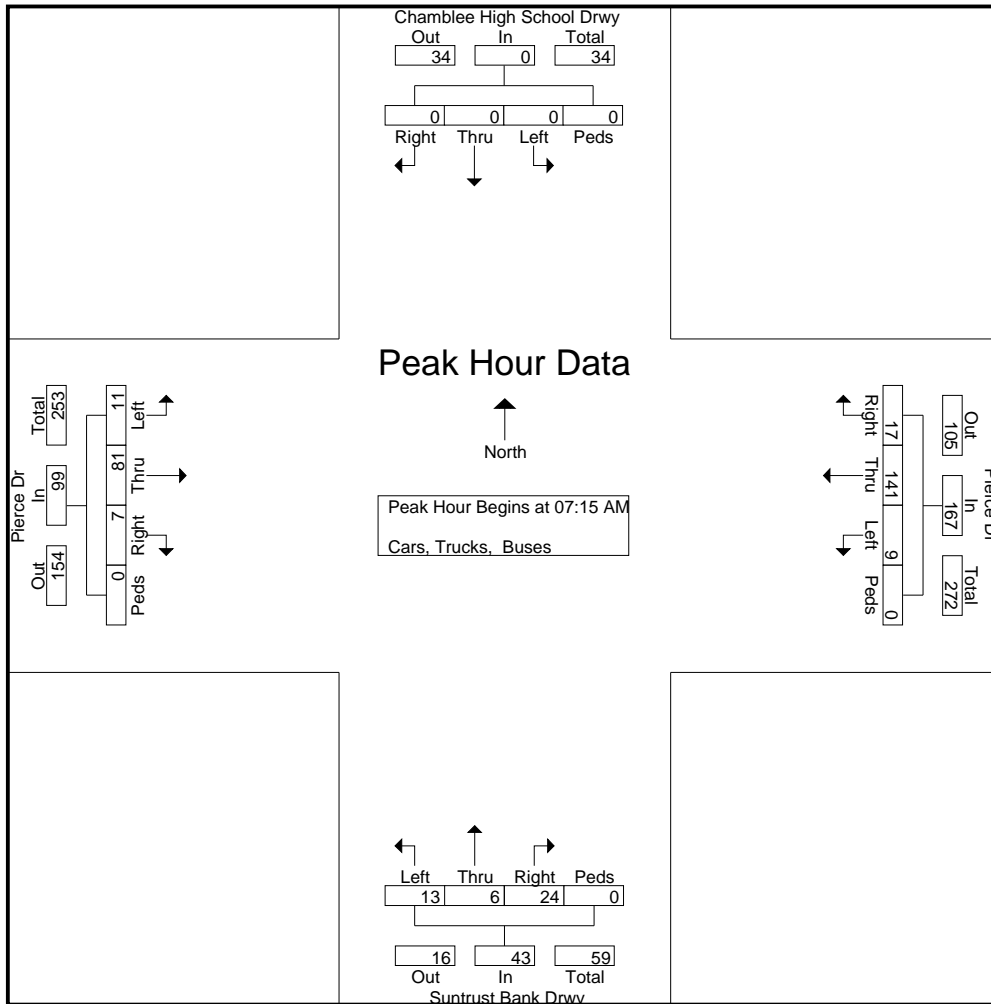 Chamblee High School Drwy
Out In Total
34 0 34
0 0 0 0
Right Thru Left Peds
Peak Hour Data
North
Peak Hour Begins at 07:15 AM
Cars, Trucks, Buses
Pierce Dr
Total In Out
253 99 154
11 81 7 0
Left Thru Right Peds
Right Thru Left Peds
17 141 9 0
Out In Total
105 167 272
Pierce Dr
Left Thru Right Peds
13 6 24 0
16 43 59
Out In Total
Suntrust Bank Drwy